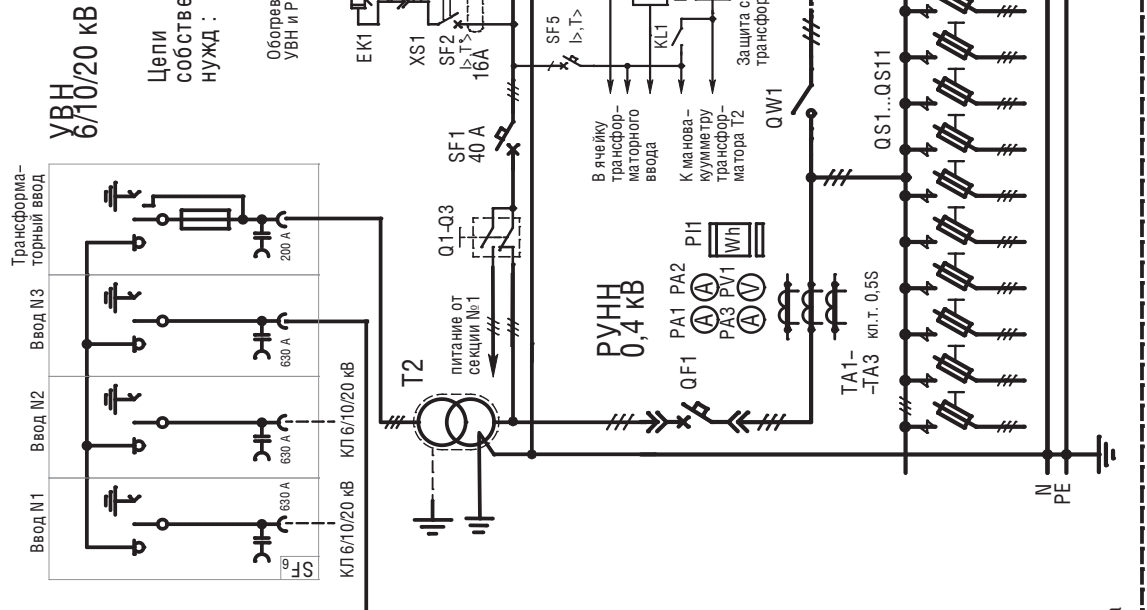 УВН
6/10/20 кВ
Цепи
собстве
нужд :
Обогрев
УВН и Р
EK1
XS1
SF2
I>,T>
16А
SF5
I>,T>
KL1
Защита с
трансфор
SF1
40 А
В ячейку
трансфор-
маторного
ввода
К манова-
куумметру
трансфор-
матора Т2
QW1
QS1...QS11
Трансформа-
торный ввод
200 А
Q1-Q3
питание от
секции №1
Ввод N3
630 А
Ввод N2
630 А
КЛ 6/10/20 кВ
Ввод N1
630 А
КЛ 6/10/20 кВ
SF6
Т2
РУНН
0,4 кВ
PI1
Wh
PA1
PA2
A
A
PA3
PV1
A
V
QF1
ТА1-
-ТА3
кл.т. 0,5S
N
PE